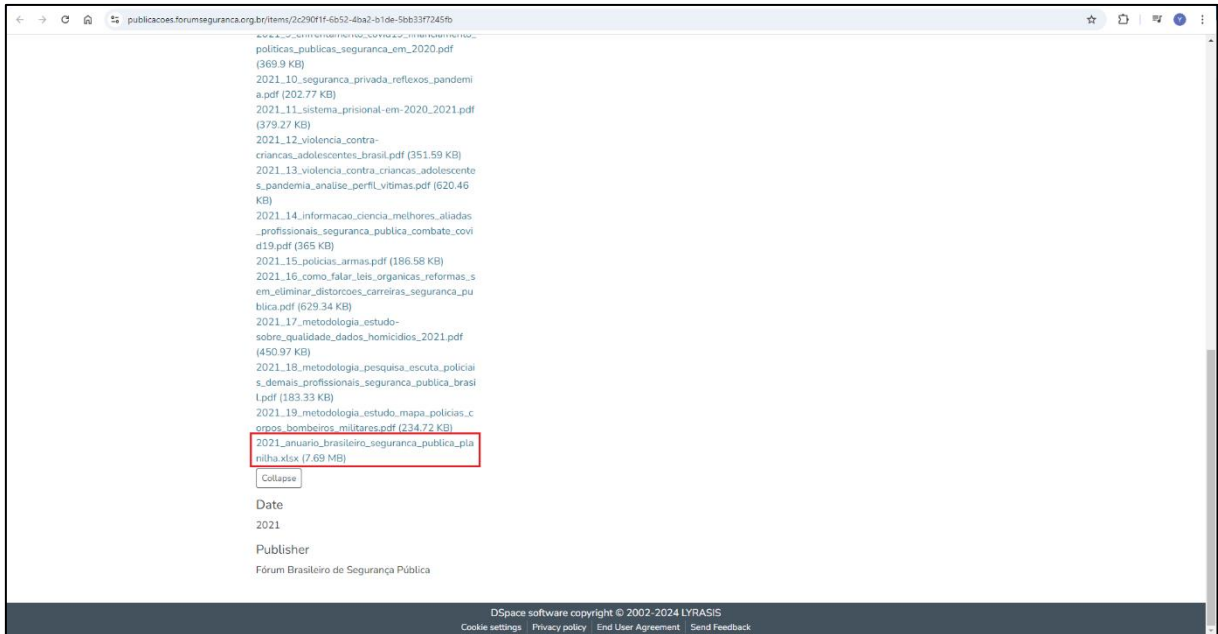 publicacoes.forumseguranca.org.br/items/2c290f1f-6b52-4ba2-b1de-5bb33f7245fb
2021_9_enfrentamento_covid19_financiamento_
politicas_publicas_seguranca_em_2020.pdf
(369.9 KB)
2021_10_seguranca_privada_reflexos_pandemi
a.pdf (202.77 KB)
2021_11_sistema_prisional-em-2020_2021.pdf
(379.27 KB)
2021_12_violencia_contra-
criancas_adolescentes_brasil.pdf (351.59 KB)
2021_13_violencia_contra_criancas_adolescente
s_pandemia_analise_perfil_vitimas.pdf (620.46
KB)
2021_14_informacao_ciencia_melhores_aliadas
_profissionais_seguranca_publica_combate_covi
d19.pdf (365 KB)
2021_15_policias_armas.pdf (186.58 KB)
2021_16_como_falar_leis_organicas_reformas_s
em_eliminar_distorcoes_carreiras_seguranca_pu
blica.pdf (629.34 KB)
2021_17_metodologia_estudo-
sobre_qualidade_dados_homicidios_2021.pdf
(450.97 KB)
2021_18_metodologia_pesquisa_escuta_policiai
s_demais_profissionais_seguranca_publica_brasi
l.pdf (183.33 KB)
2021_19_metodologia_estudo_mapa_policias_c
orpos_bombeiros_militares.pdf (234.72 KB)
2021_anuario_brasileiro_seguranca_publica_pla
nilha.xlsx (7.69 MB)
Collapse
Date
2021
Publisher
Fórum Brasileiro de Segurança Pública
DSpace software copyright © 2002-2024 LYRASIS
Cookie settings Privacy policy End User Agreement Send Feedback